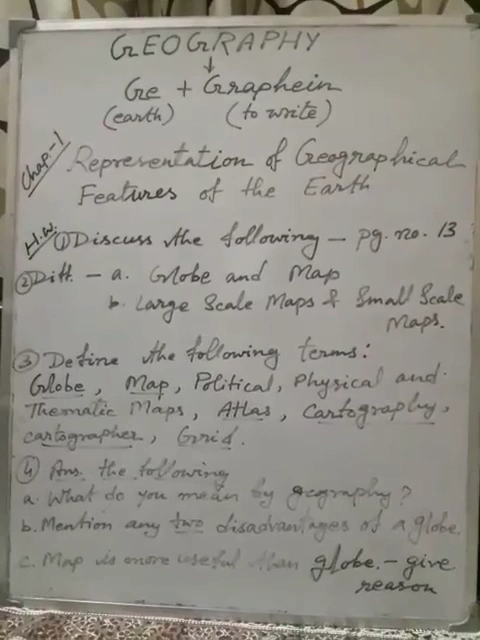 GEOGRAPHY
↓
Ge + Graphein
(earth) (to write)
Chap-1
Representation of Geographical
Features of the Earth
H.W. ① Discuss the following - Pg. no. 13
② Diff. - a. Globe and Map
b. Large Scale Maps & Small Scale
Maps.
③ Define the following terms:
Globe, Map, Political, Physical and
Thematic Maps, Atlas, Cartography,
cartographer, Grid.
④ Ans. the following
a. What do you mean by geography?
b. Mention any two disadvantages of a globe.
c. Map is more useful than globe. - give
reason